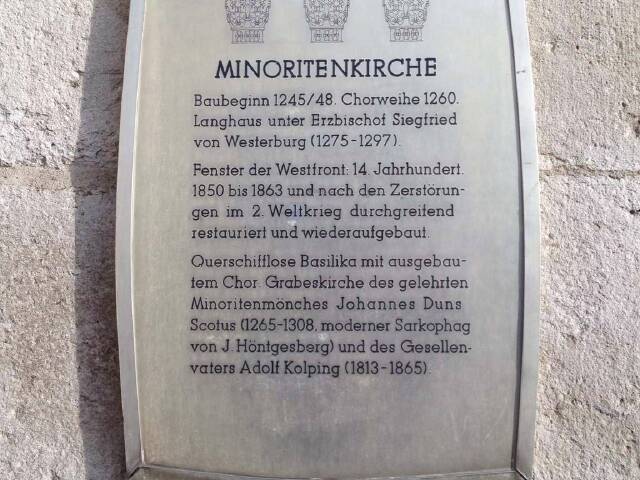 MINORITENKIRCHE
Baubeginn 1245/48. Chorweihe 1260.
Langhaus unter Erzbischof Siegfried
von Westerburg (1275-1297).
Fenster der Westfront: 14. Jahrhundert.
1850 bis 1863 und nach den Zerstörun-
gen im 2. Weltkrieg durchgreifend
restauriert und wiederaufgebaut.
Querschifflose Basilika mit ausgebau-
tem Chor. Grabeskirche des gelehrten
Minoritenmönches Johannes Duns
Scotus (1265-1308, moderner Sarkophag
von J. Höntgesberg) und des Gesellen-
vaters Adolf Kolping (1813-1865).